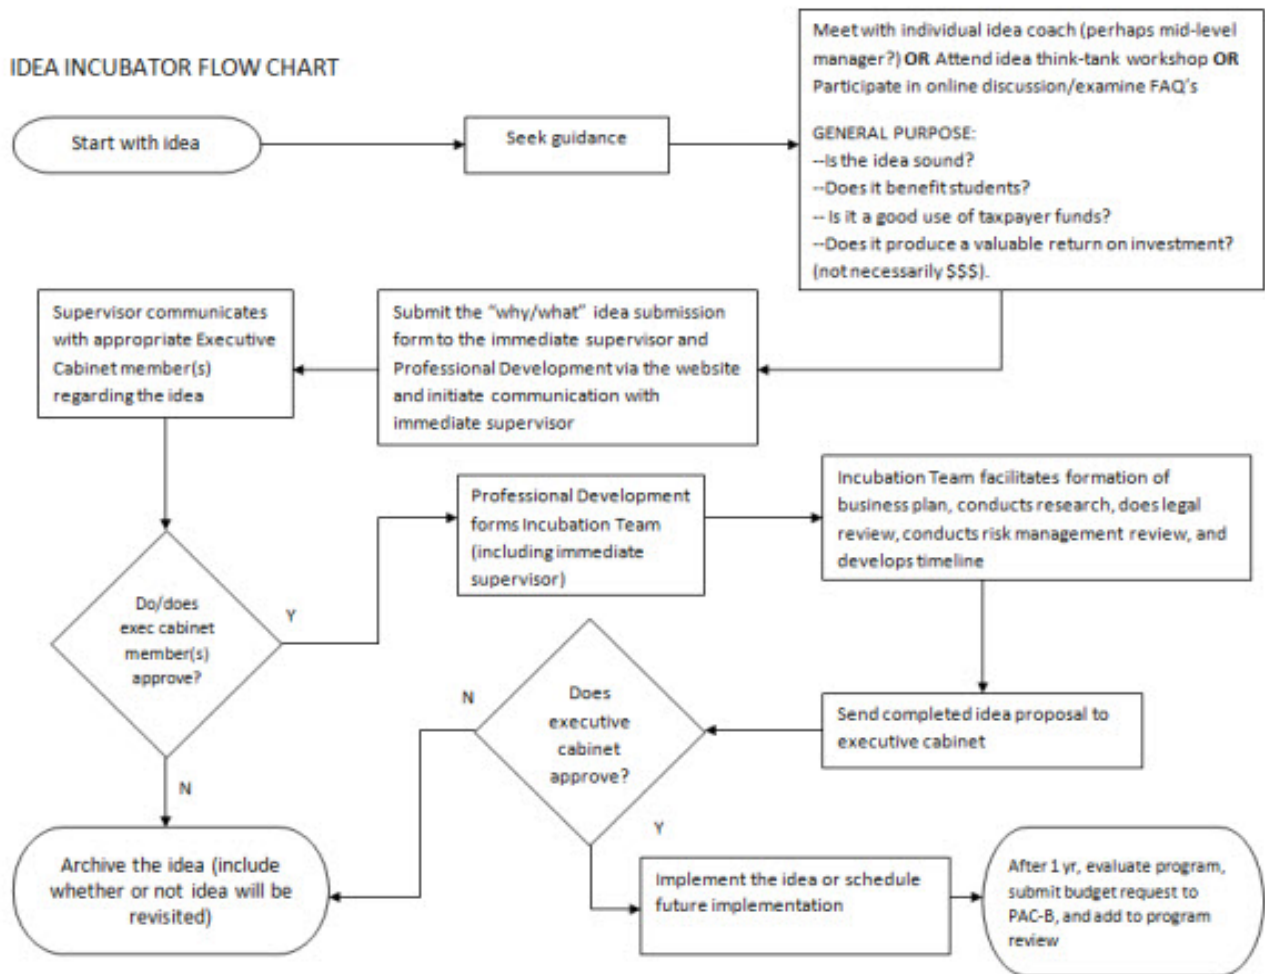 IDEA INCUBATOR FLOW CHART
Start with idea
Seek guidance
Meet with individual idea coach (perhaps mid-level
manager?) OR Attend idea think-tank workshop OR
Participate in online discussion/examine FAQ's
GENERAL PURPOSE:
--Is the idea sound?
--Does it benefit students?
-- Is it a good use of taxpayer funds?
--Does it produce a valuable return on investment?
(not necessarily $$$).
Submit the "why/what" idea submission
form to the immediate supervisor and
Professional Development via the website
and initiate communication with
immediate supervisor
Supervisor communicates
with appropriate Executive
Cabinet member(s)
regarding the idea
Do/does
exec cabinet
member(s)
approve?
Y
N
Professional Development
forms Incubation Team
(including immediate
supervisor)
Incubation Team facilitates formation of
business plan, conducts research, does legal
review, conducts risk management review, and
develops timeline
Send completed idea proposal to
executive cabinet
Does
executive
cabinet
approve?
N
Y
Archive the idea (include
whether or not idea will be
revisited)
Implement the idea or schedule
future implementation
After 1 yr, evaluate program,
submit budget request to
PAC-B, and add to program
review